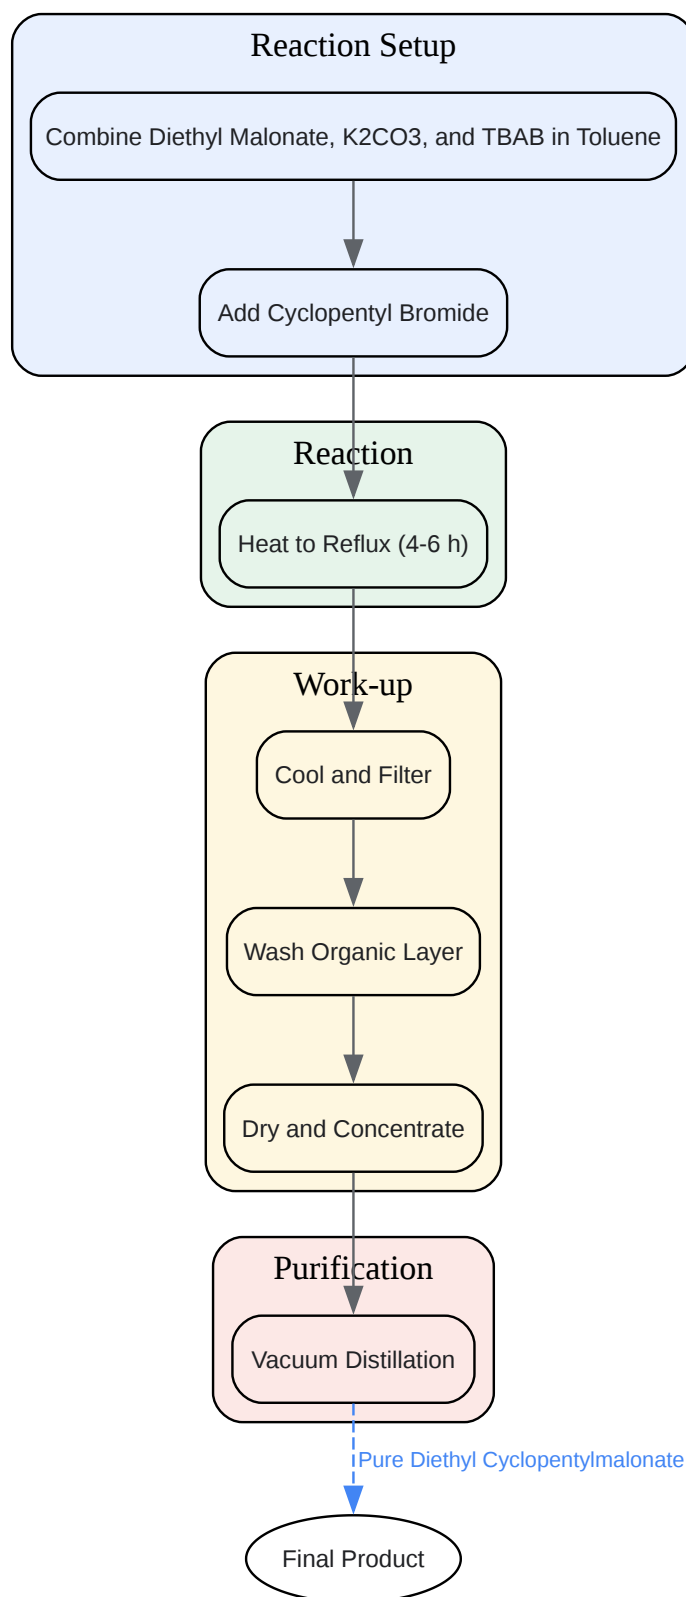 Reaction Setup
Combine Diethyl Malonate, K2CO3, and TBAB in Toluene
Add Cyclopentyl Bromide
Reaction
Heat to Reflux (4-6 h)
Work-up
Cool and Filter
Wash Organic Layer
Dry and Concentrate
Purification
Vacuum Distillation
Pure Diethyl Cyclopentylmalonate
Final Product